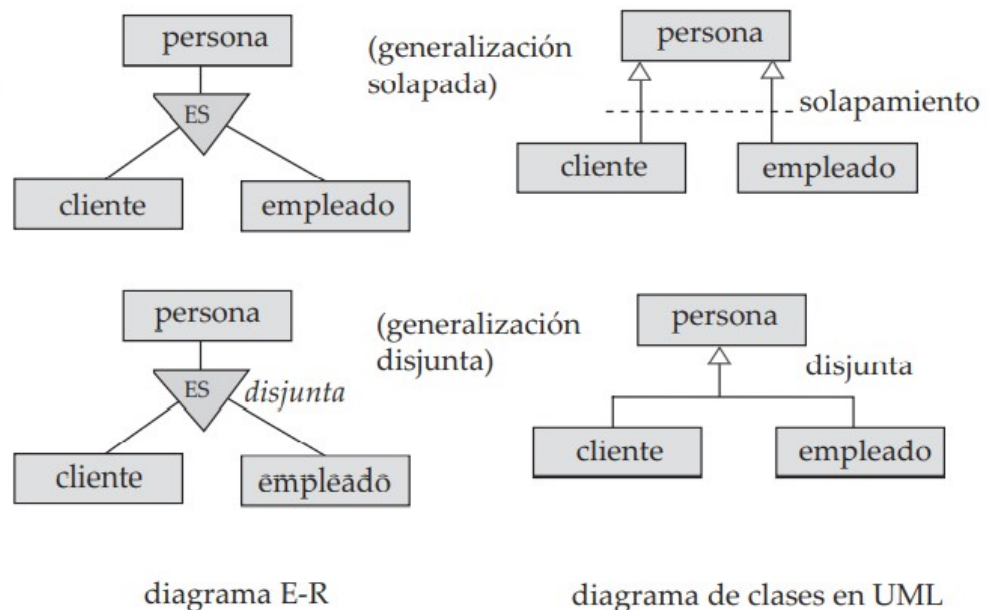 persona
ES
cliente
empleado
(generalización
solapada)
persona
solapamiento
cliente
empleado
persona
ES
disjunta
cliente
empleado
(generalización
disjunta)
persona
disjunta
cliente
empleado
diagrama E-R
diagrama de clases en UML